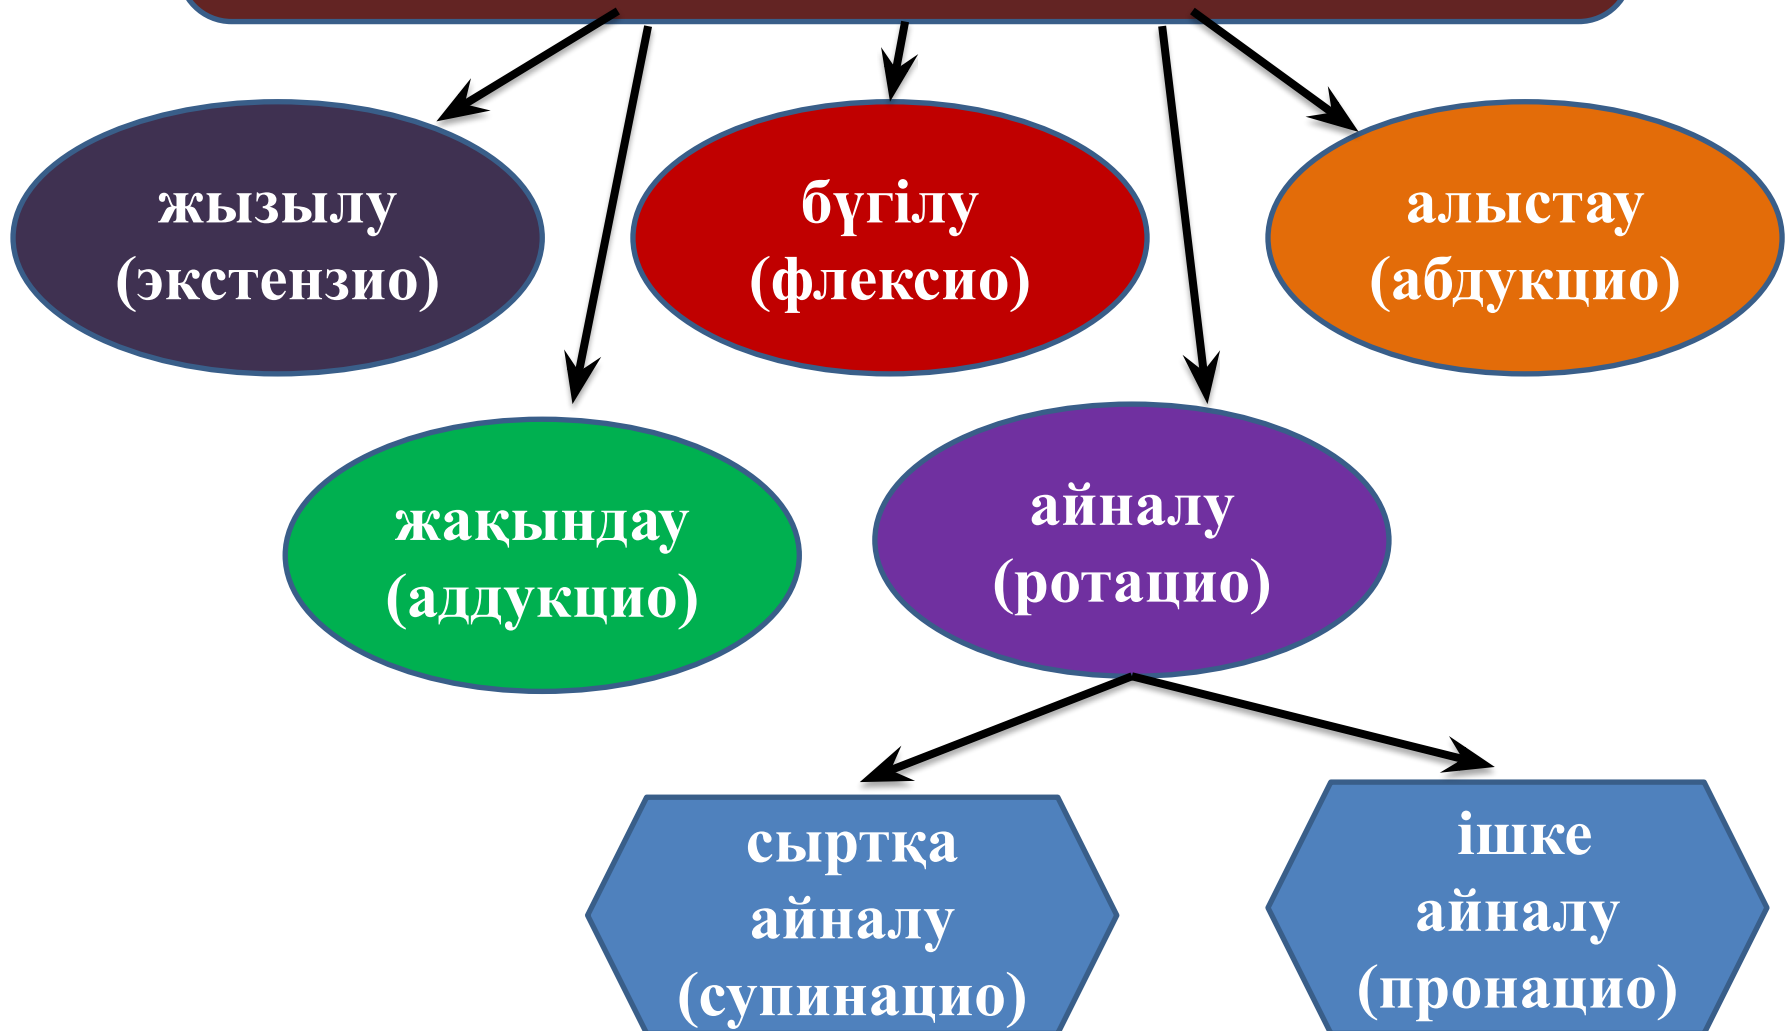 жызылу
(экстензио)
бүгілу
(флексио)
алыстау
(абдукцио)
жақындау
(аддукцио)
айналу
(ротацио)
сыртқа
айналу
(супинацио)
ішке
айналу
(пронацио)